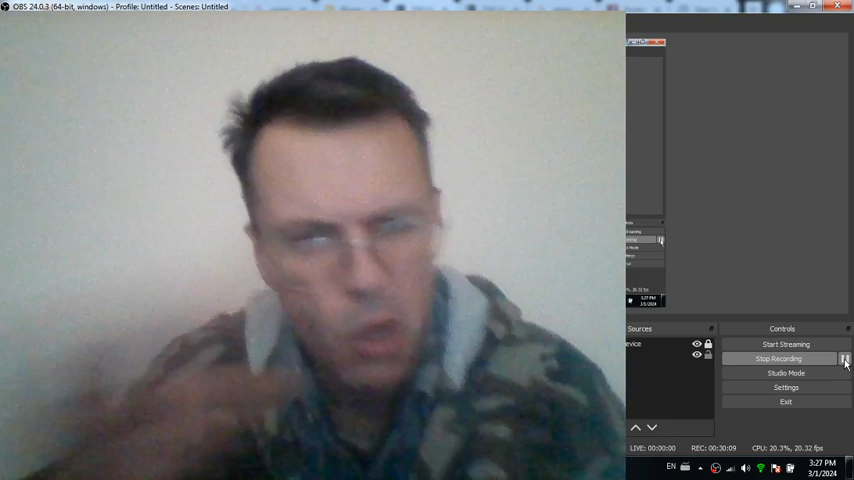 OBS 24.0.3 (64-bit, windows) - Profile: Untitled - Scenes: Untitled
Sources
Controls
Start Streaming
Stop Recording
Studio Mode
Settings
Exit
LIVE: 00:00:00
REC: 00:30:09
CPU: 20.3%, 20.32 fps
EN
3:27 PM
3/1/2024